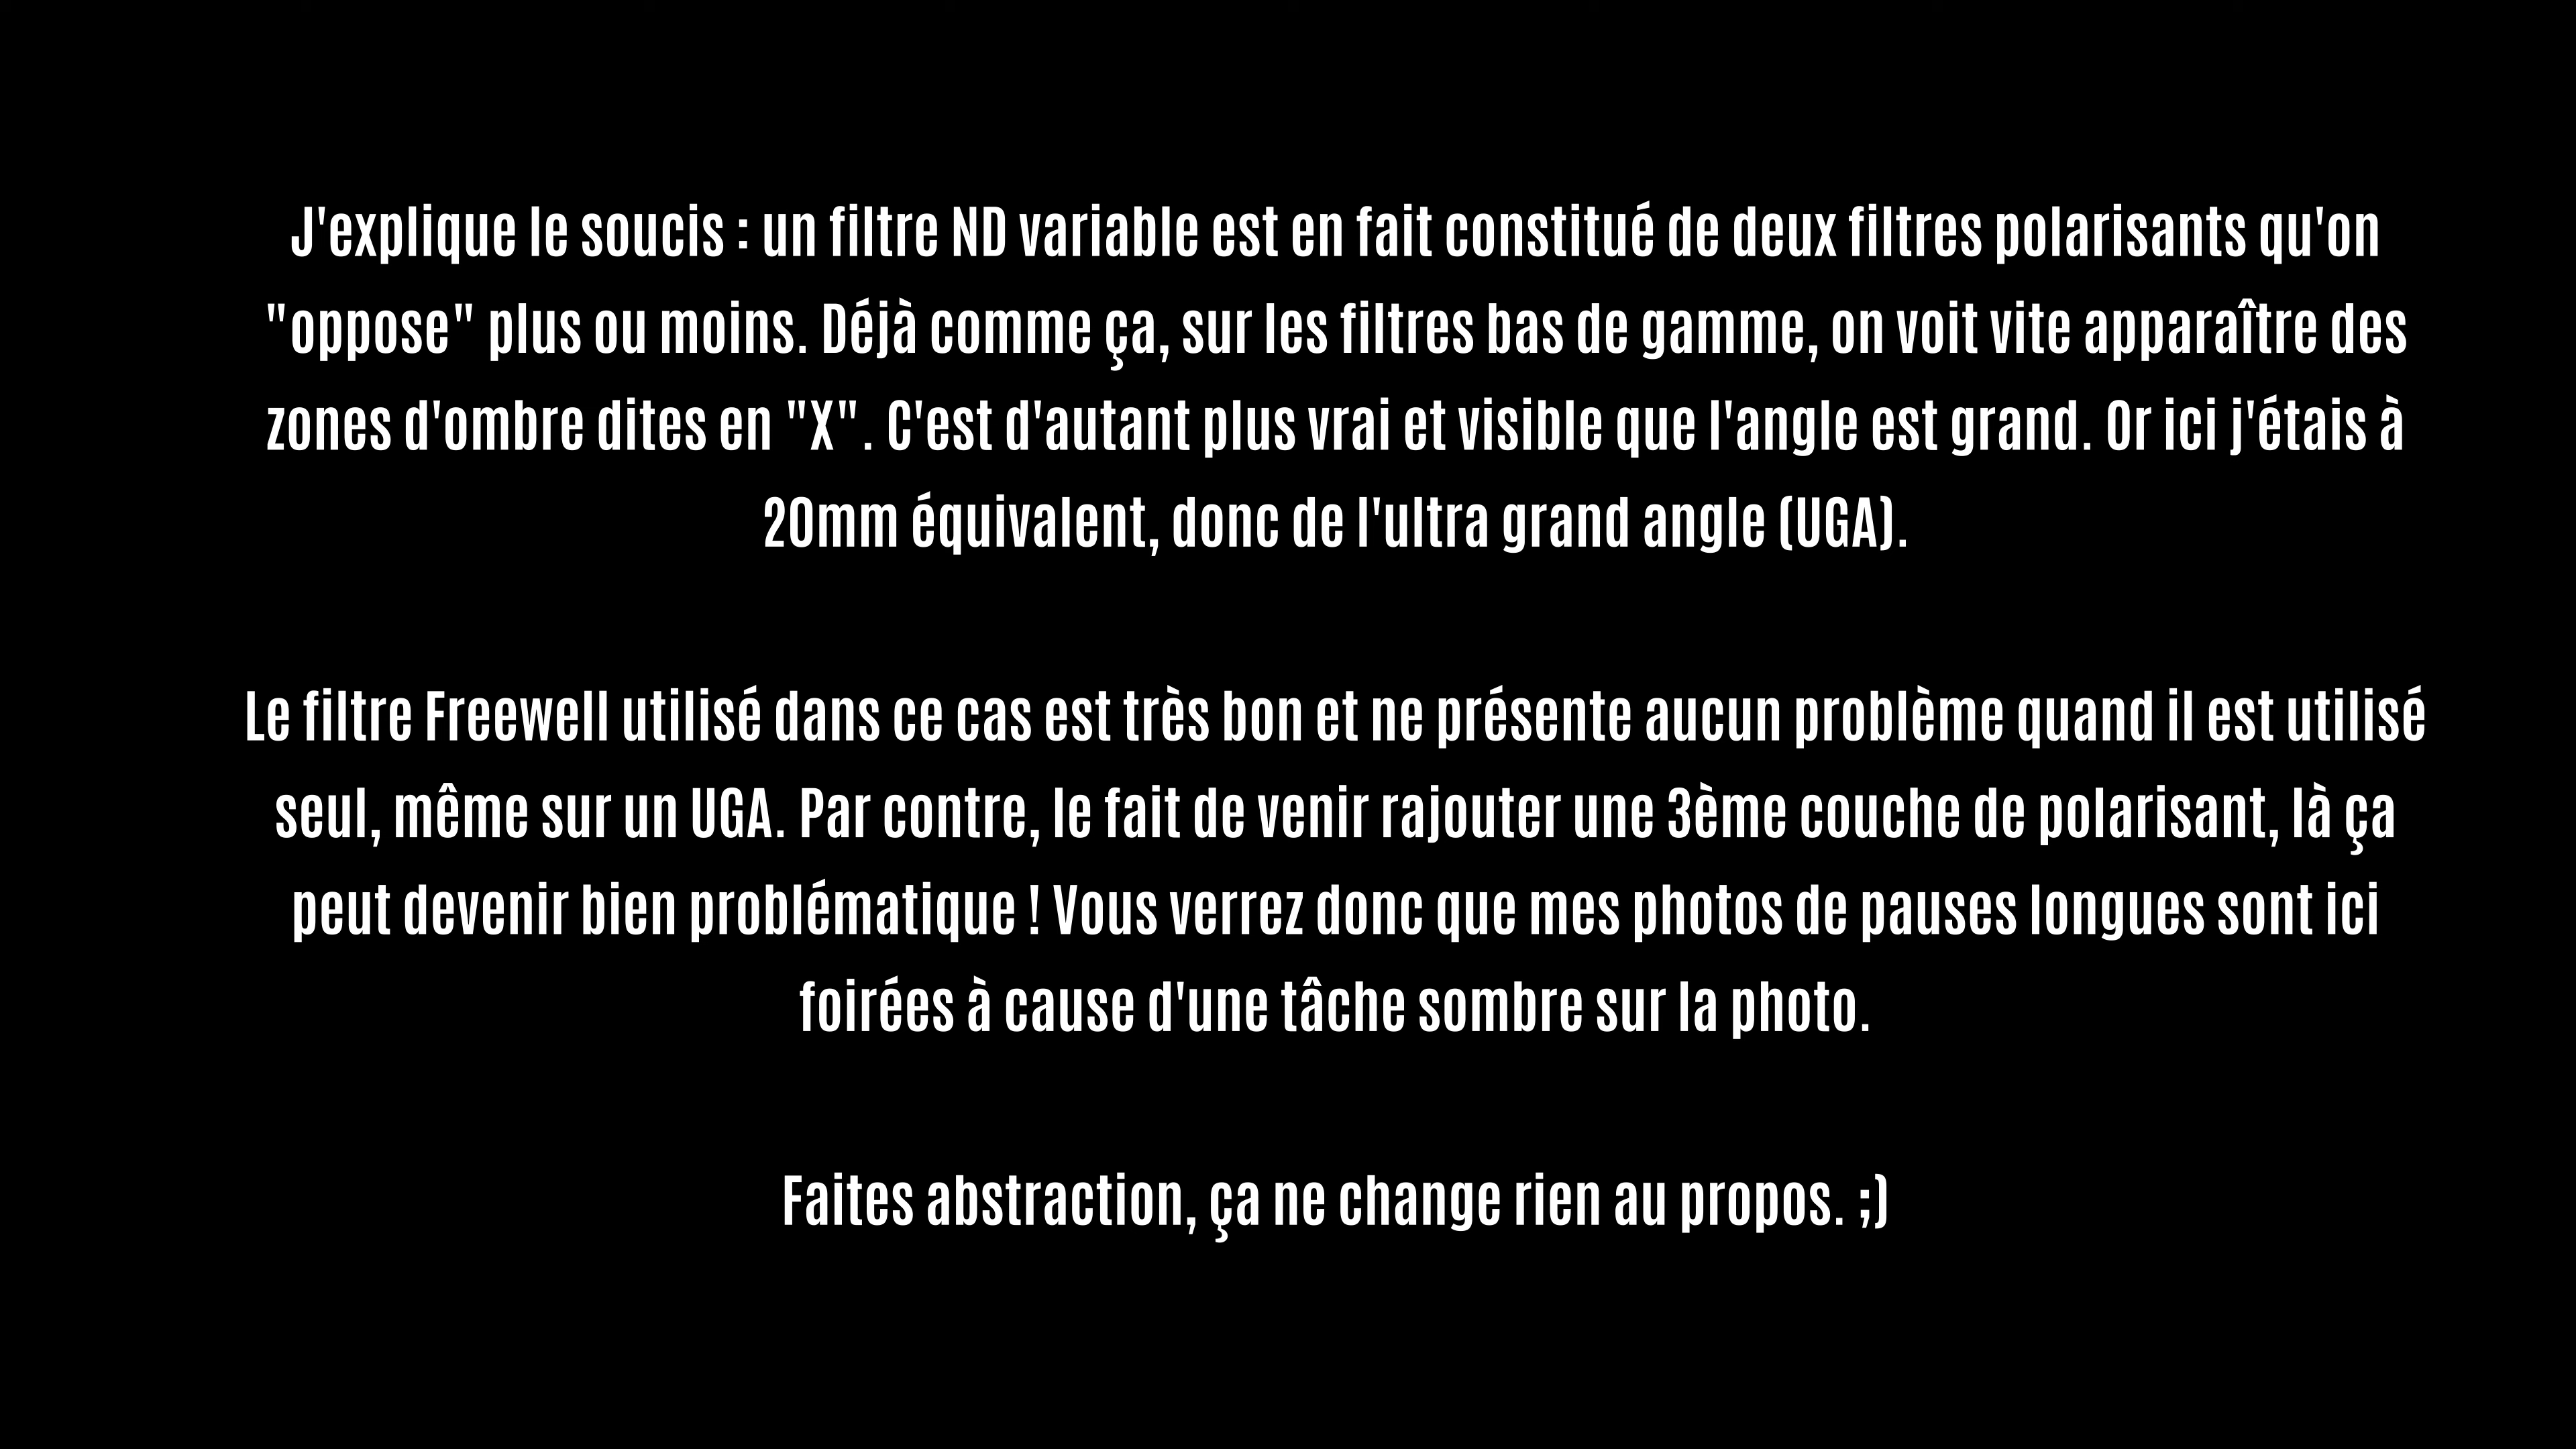 J'explique le soucis : un filtre ND variable est en fait constitué de deux filtres polarisants qu'on
"oppose" plus ou moins. Déjà comme ça, sur les filtres bas de gamme, on voit vite apparaître des
zones d'ombre dites en "X". C'est d'autant plus vrai et visible que l'angle est grand. Or ici j'étais à
20mm équivalent, donc de l'ultra grand angle (UGA).
Le filtre Freewell utilisé dans ce cas est très bon et ne présente aucun problème quand il est utilisé
seul, même sur un UGA. Par contre, le fait de venir rajouter une 3ème couche de polarisant, là ça
peut devenir bien problématique ! Vous verrez donc que mes photos de pauses longues sont ici
foirées à cause d'une tâche sombre sur la photo.
Faites abstraction, ça ne change rien au propos. ;)